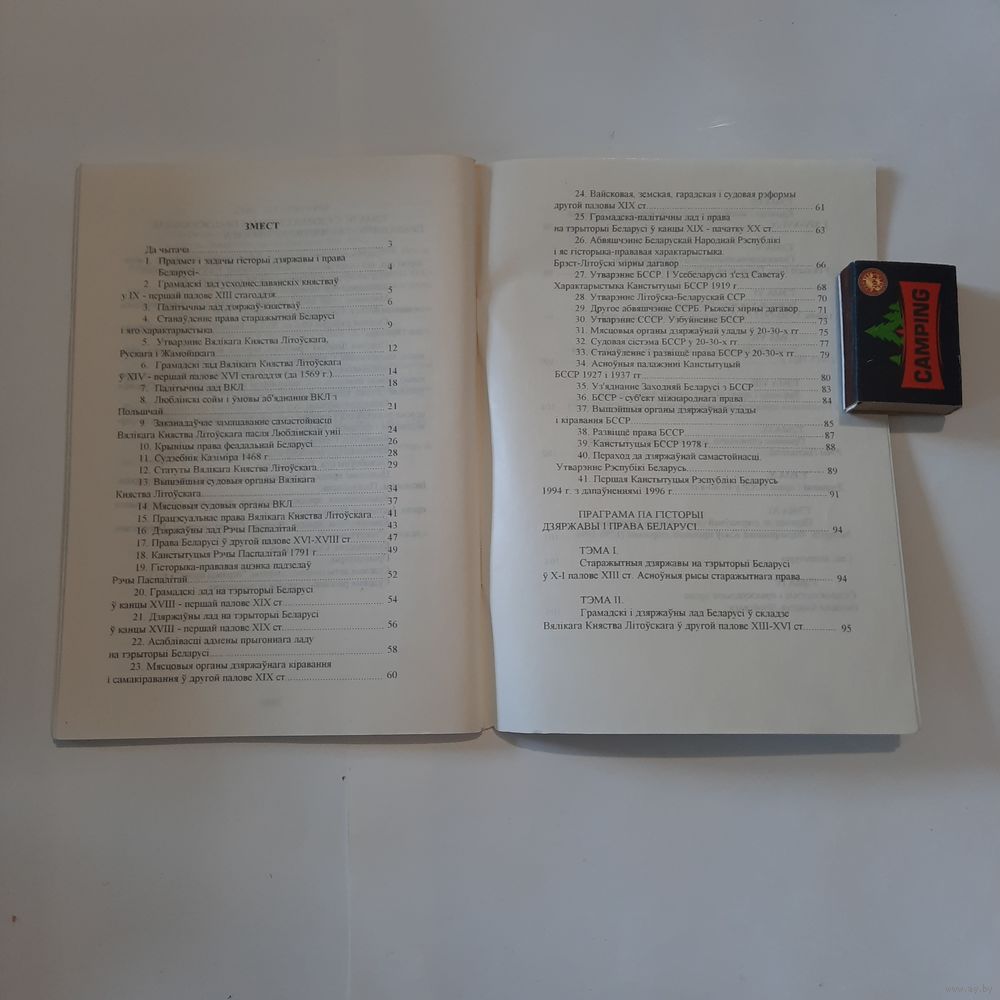 ЗМЕСТ
Да чытача 3
1. Прадмет і задачы гісторыі дзяржавы і права
Беларусі 4
2. Грамадскі лад усходнеславянскіх княстваў
у IX - першай палове XIII стагоддзя 5
3. Палітычны лад дзяржаў-княстваў 6
4. Станаўленне права старажытнай Беларусі
і яго характарыстыка 9
5. Утварэнне Вялікага Княства Літоўскага,
Рускага і Жамойцкага 12
6. Грамадскі лад Вялікага Княства Літоўскага
ў XIV - першай палове XVI стагоддзя (да 1569 г.) 14
7. Палітычны лад ВКЛ 18
8. Люблінскі сойм і ўмовы аб'яднання ВКЛ з
Польшчай 21
9. Заканадаўчае замацаванне самастойнасці
Вялікага Княства Літоўскага пасля Люблінскай уніі 24
10. Крыніцы права феадальнай Беларусі 26
11. Судзебнік Казіміра 1468 г 28
12. Статуты Вялікага Княства Літоўскага 29
13. Вышэйшыя судовыя органы Вялікага
Княства Літоўскага 34
14. Мясцовыя судовыя органы ВКЛ 37
15. Працэсуальнае права Вялікага Княства Літоўскага 41
16. Дзяржаўны лад Рэчы Паспалітай 43
17. Права Беларусі ў другой палове XVI-XVIII ст 47
18. Канстытуцыя Рэчы Паспалітай 1791 г 49
19. Гісторыка-прававая ацэнка падзелаў
Рэчы Паспалітай 52
20. Грамадскі лад на тэрыторыі Беларусі
ў канцы XVIII - першай палове XIX ст 54
21. Дзяржаўны лад на тэрыторыі Беларусі
ў канцы XVIII - першай палове XIX ст 56
22. Асаблівасці адмены прыгоннага ладу
на тэрыторыі Беларусі 58
23. Мясцовыя органы дзяржаўнага кіравання
і самакіравання ў другой палове XIX ст 60
24. Вайсковая, земская, гарадская і судовая рэформы
другой паловы XIX ст 61
25. Грамадска-палітычны лад і права
на тэрыторыі Беларусі ў канцы XIX - пачатку XX ст 63
26. Абвяшчэнне Беларускай Народнай Рэспублікі
і яе гісторыка-прававая характарыстыка.
Брэст-Літоўскі мірны дагавор 66
27. Утварэнне БССР. I Усебеларускі з'езд Саветаў.
Характарыстыка Канстытуцыі БССР 1919 г 68
28. Утварэнне Літоўска-Беларускай ССР 70
29. Другое абвяшчэнне ССРБ. Рыжскі мірны дагавор 71
30. Утварэнне СССР. Узбуйненне БССР 73
31. Мясцовыя органы дзяржаўнай улады ў 20-30-х гг 75
32. Судовая сістэма БССР у 20-30-х гг 77
33. Станаўленне і развіццё права БССР у 20-30-х гг 79
34. Асноўныя палажэнні Канстытуцый
БССР 1927 і 1937 гг 80
35. Уз'яднанне Заходняй Беларусі з БССР 83
36. БССР - суб'ект міжнароднага права 84
37. Вышэйшыя органы дзяржаўнай улады
і кіравання БССР 85
38. Развіццё права БССР 87
39. Канстытуцыя БССР 1978 г 88
40. Пераход да дзяржаўнай самастойнасці.
Утварэнне Рэспублікі Беларусь 89
41. Першая Канстытуцыя Рэспублікі Беларусь
1994 г. з дапаўненнямі 1996 г. 91
ПРАГРАМА ПА ГІСТОРЫІ
ДЗЯРЖАВЫ І ПРАВА БЕЛАРУСІ 94
ТЭМА I.
Старажытныя дзяржавы на тэрыторыі Беларусі
ў X-I палове XIII ст. Асноўныя рысы старажытнага права 94
ТЭМА II.
Грамадскі і дзяржаўны лад Беларусі ў складзе
Вялікага Княства Літоўскага ў другой палове XIII-XVI ст 95
CAMPING
www.ay.by